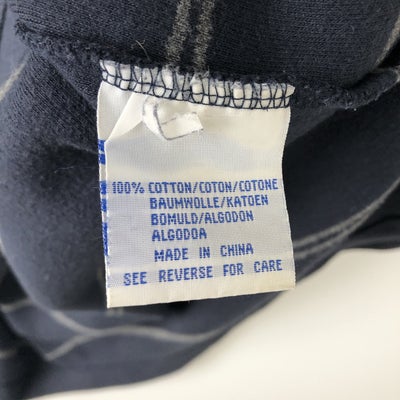 100% COTTON/COTON/COTONE
BAUMWOLLE/KATOEN
BOMULD/ALGODON
ALGODOA
MADE IN CHINA
SEE REVERSE FOR CARE